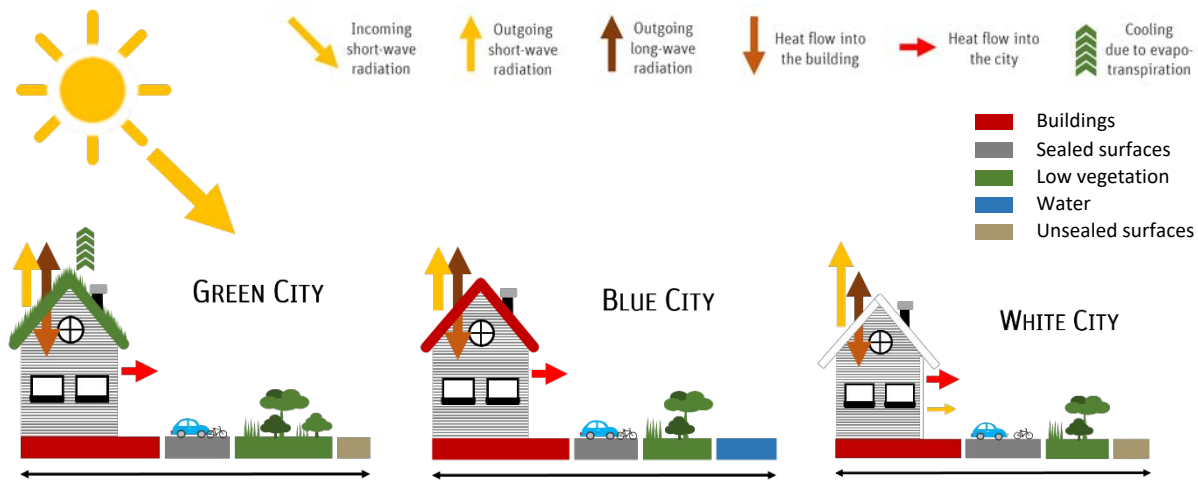 Incoming
short-wave
radiation
Outgoing
short-wave
radiation
Outgoing
long-wave
radiation
Heat flow into
the building
Heat flow into
the city
Cooling
due to evapo-
transpiration
Buildings
Sealed surfaces
Low vegetation
Water
Unsealed surfaces
GREEN CITY
BLUE CITY
WHITE CITY